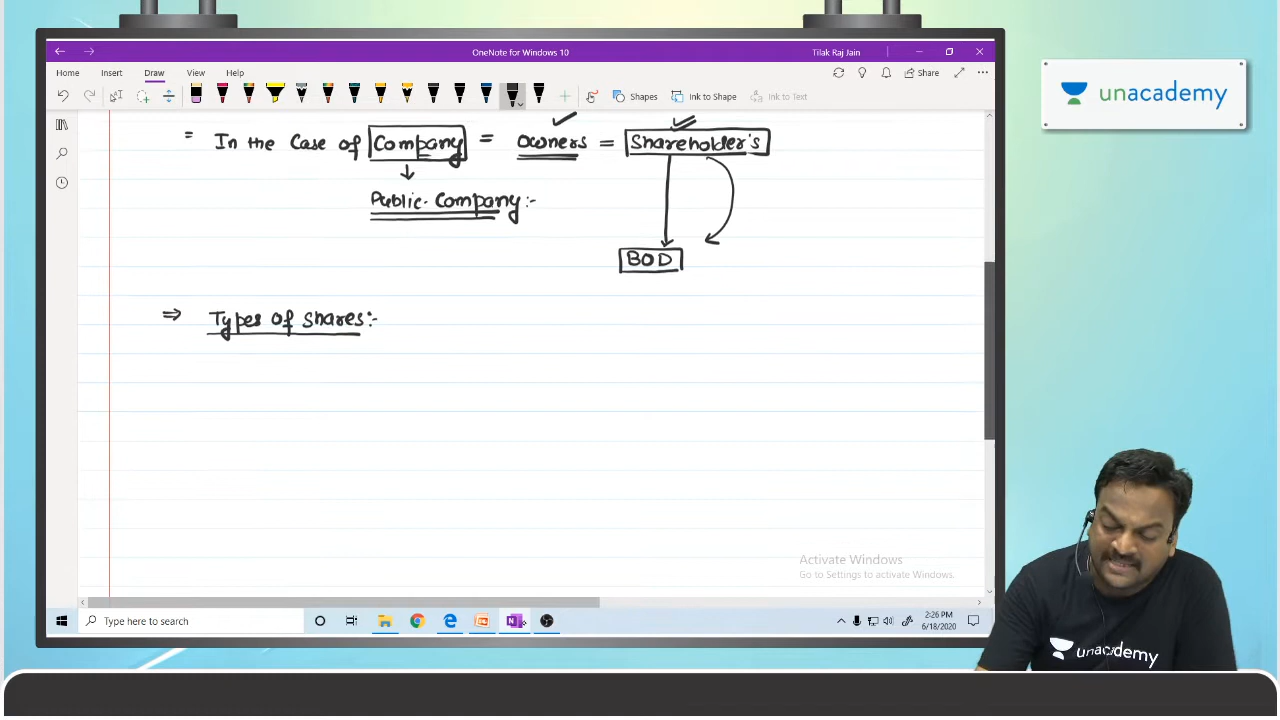 OneNote for Windows 10
Tilak Raj Jain
Home Insert Draw View Help
Share
Shapes
Ink to Shape
Ink to Text
unacademy
= In the Case of Company = Owners = Shareholder's
Public Company:-
BOD
⇒ Types of shares:-
Activate Windows
Go to Settings to activate Windows.
Type here to search
2:26 PM
6/18/2020
unacademy